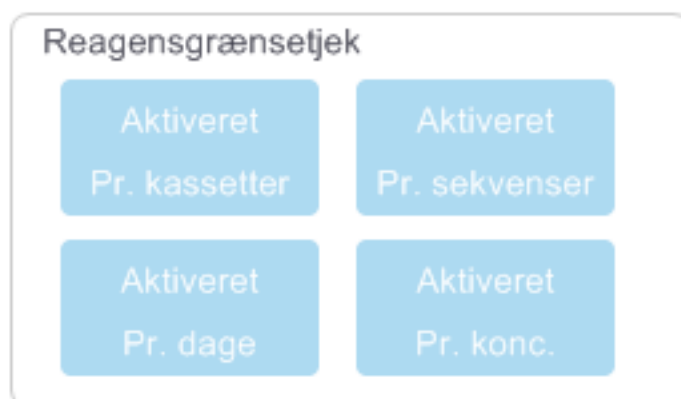 Reagensgrænsetjek
Aktiveret
Pr. kassetter
Aktiveret
Pr. sekvenser
Aktiveret
Pr. dage
Aktiveret
Pr. konc.